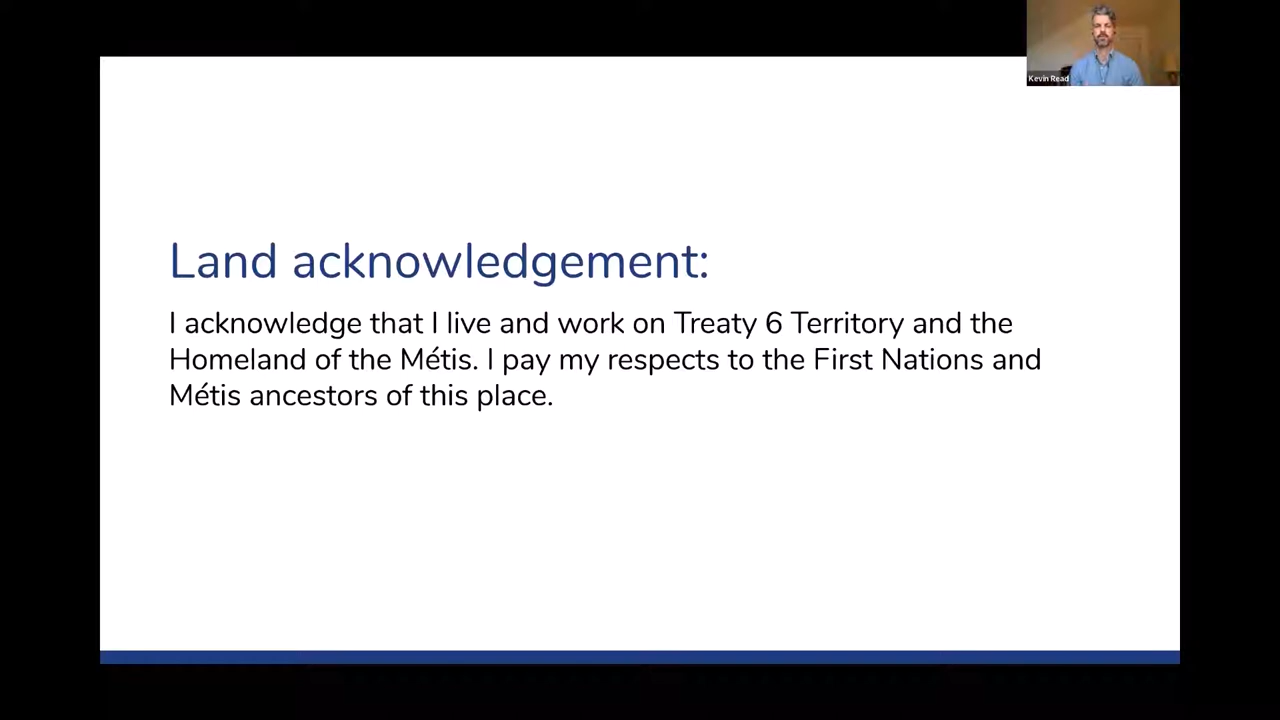 Kevin Read
Land acknowledgement:
I acknowledge that I live and work on Treaty 6 Territory and the
Homeland of the Métis. I pay my respects to the First Nations and
Métis ancestors of this place.